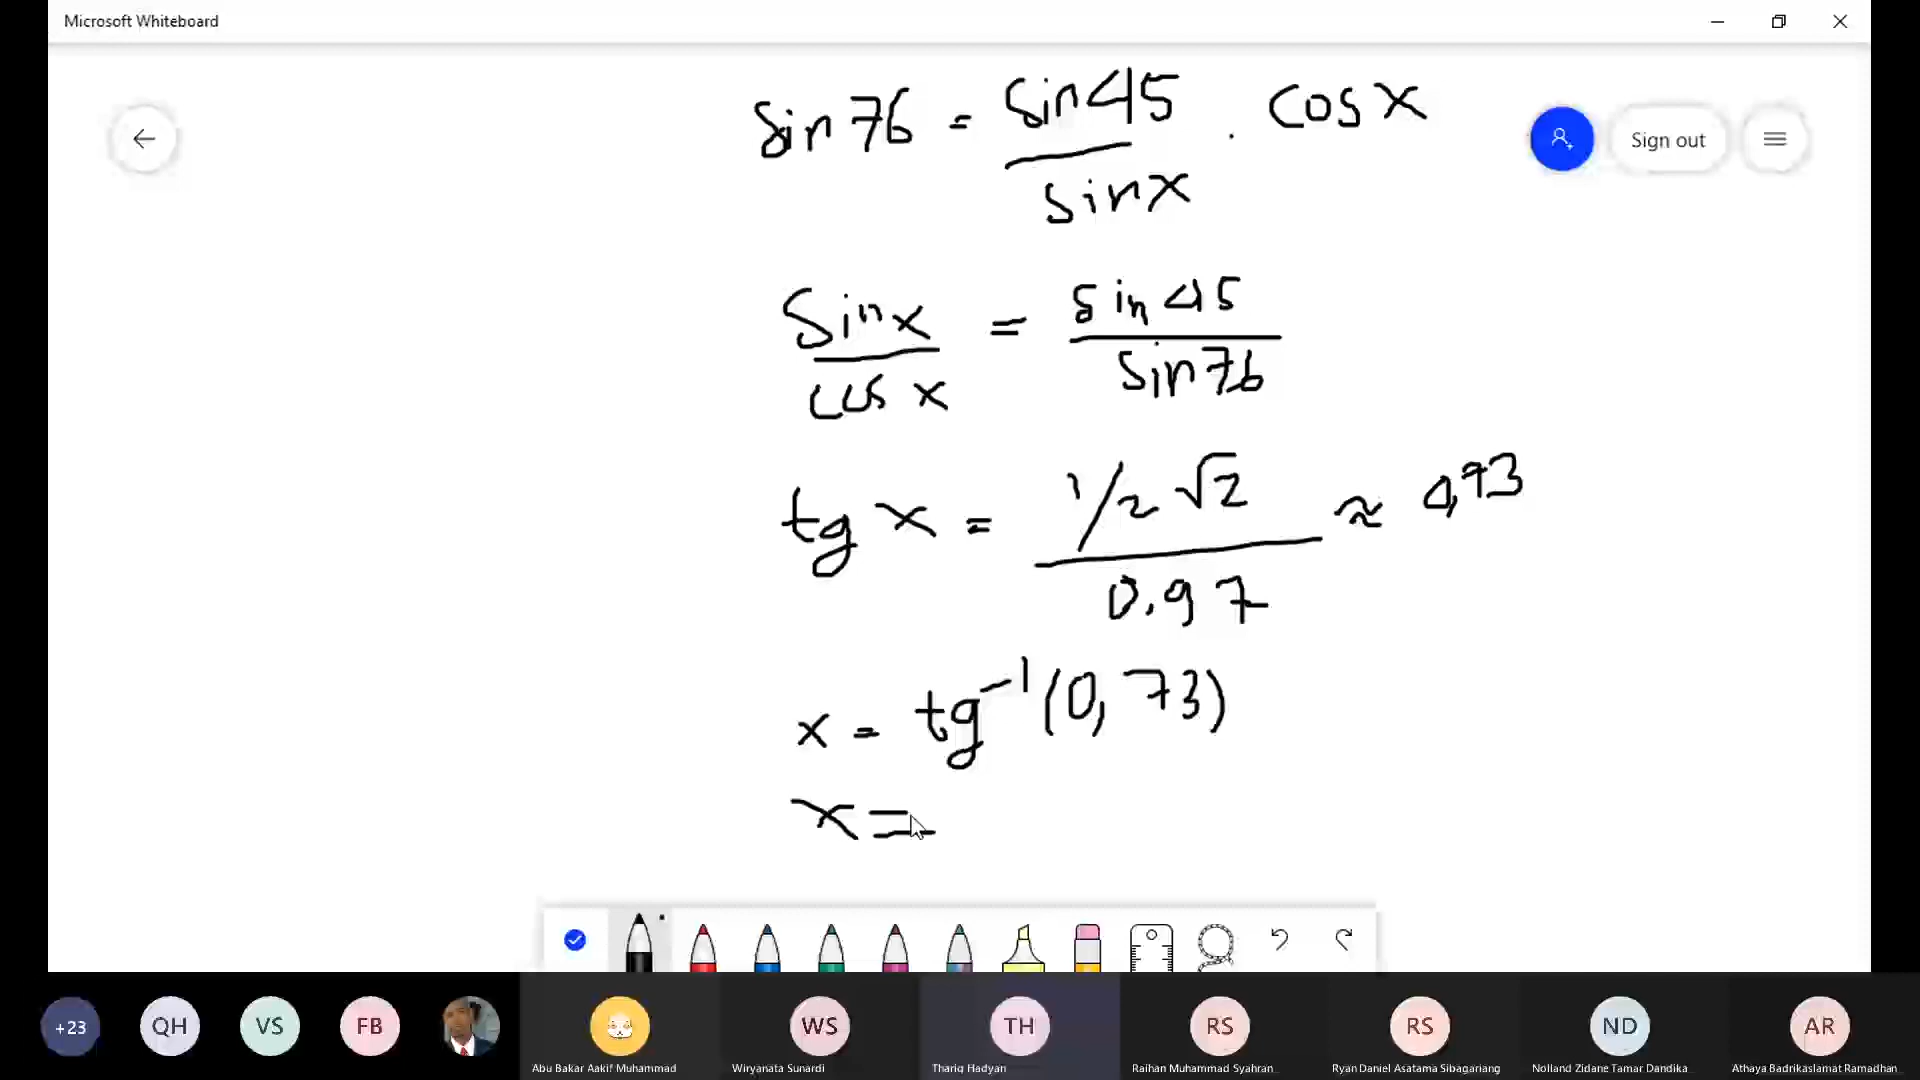 Microsoft Whiteboard
sin 76 = sin 45 / sin x . cos x
Sign out
sin x / cos x = sin 45 / sin 76
tg x = 1/2 √2 / 0.97 ≈ 0,73
x = tg⁻¹(0,73)
x =
+23
QH
VS
FB
WS
TH
RS
RS
ND
AR
Abu Bakar Aakif Muhammad
Wiryanata Sunardi
Thariq Hadyan
Raihan Muhammad Syahran...
Ryan Daniel Asatama Sibagariang
Nolland Zidane Tamar Dandika...
Athaya Badrikaslamat Ramadhan...